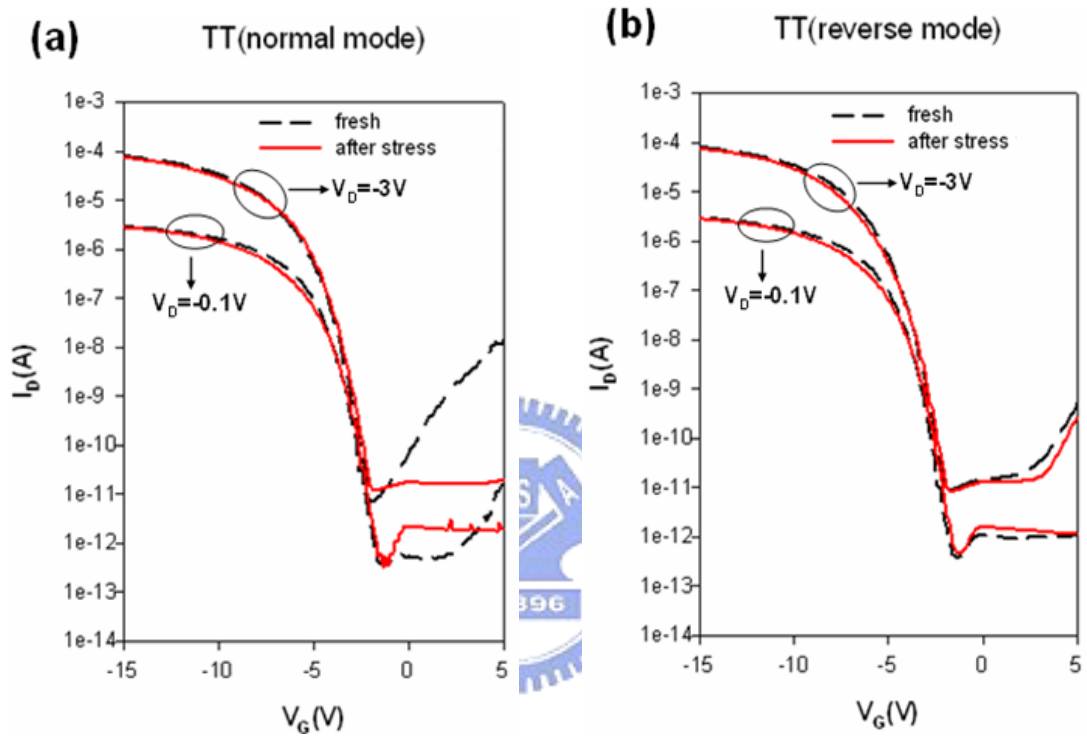 (a)
TT(normal mode)
1e-3
1e-4
1e-5
1e-6
1e-7
1e-8
1e-9
1e-10
1e-11
1e-12
1e-13
1e-14
I_D(A)
fresh
after stress
V_D=-3V
V_D=-0.1V
-15
-10
-5
0
5
V_G(V)
(b)
TT(reverse mode)
1e-3
1e-4
1e-5
1e-6
1e-7
1e-8
1e-9
1e-10
1e-11
1e-12
1e-13
1e-14
I_D(A)
fresh
after stress
V_D=-3V
V_D=-0.1V
-15
-10
-5
0
5
V_G(V)
S
A
896